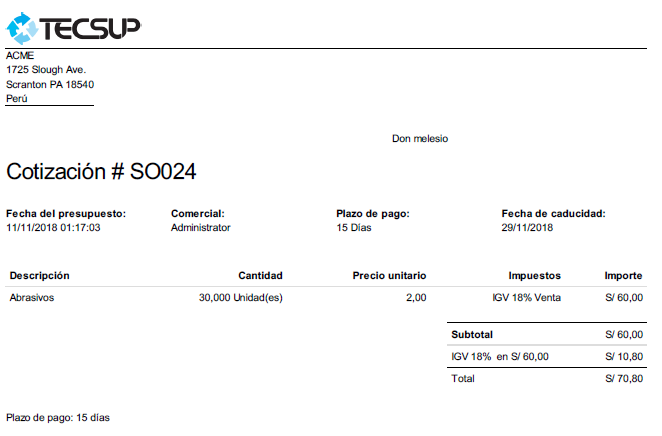 TECSUP
ACME
1725 Slough Ave.
Scranton PA 18540
Perú
Don melesio
Cotización # SO024
Fecha del presupuesto: Comercial: Plazo de pago: Fecha de caducidad:
11/11/2018 01:17:03 Administrator 15 Días 29/11/2018
Descripción Cantidad Precio unitario Impuestos Importe
Abrasivos 30,000 Unidad(es) 2,00 IGV 18% Venta S/ 60,00
Subtotal S/ 60,00
IGV 18% en S/ 60,00 S/ 10,80
Total S/ 70,80
Plazo de pago: 15 días